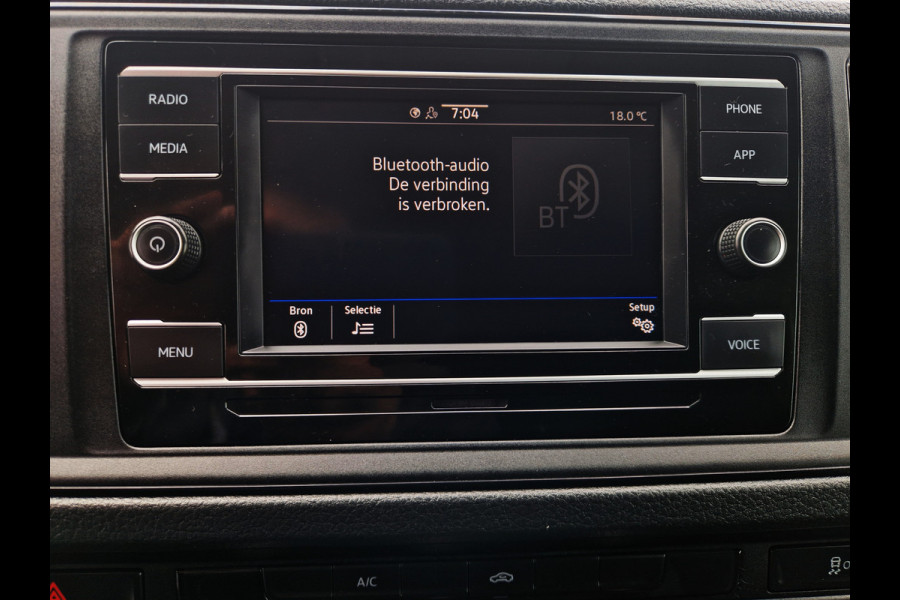 RADIO
MEDIA
MENU
7:04
18.0 °C
Bluetooth-audio
De verbinding
is verbroken.
BT
Bron
Selectie
Setup
PHONE
APP
VOICE
A/C